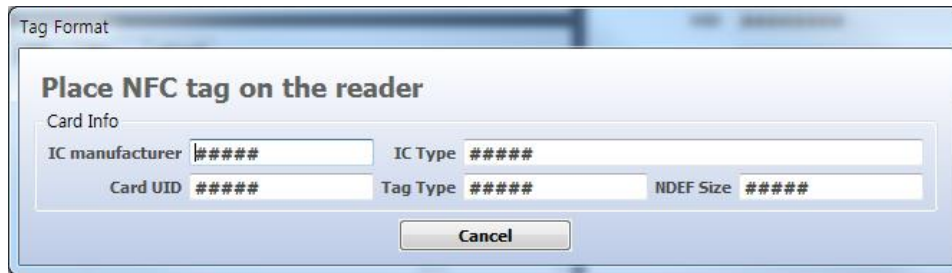 Tag Format
Place NFC tag on the reader
Card Info
IC manufacturer ##### IC Type #####
Card UID ##### Tag Type ##### NDEF Size #####
Cancel